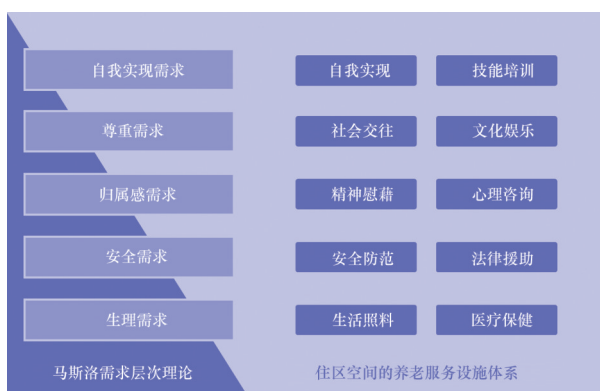 自我实现需求 自我实现 技能培训
尊重需求 社会交往 文化娱乐
归属感需求 精神慰藉 心理咨询
安全需求 安全防范 法律援助
生理需求 生活照料 医疗保健
马斯洛需求层次理论 住区空间的养老服务设施体系